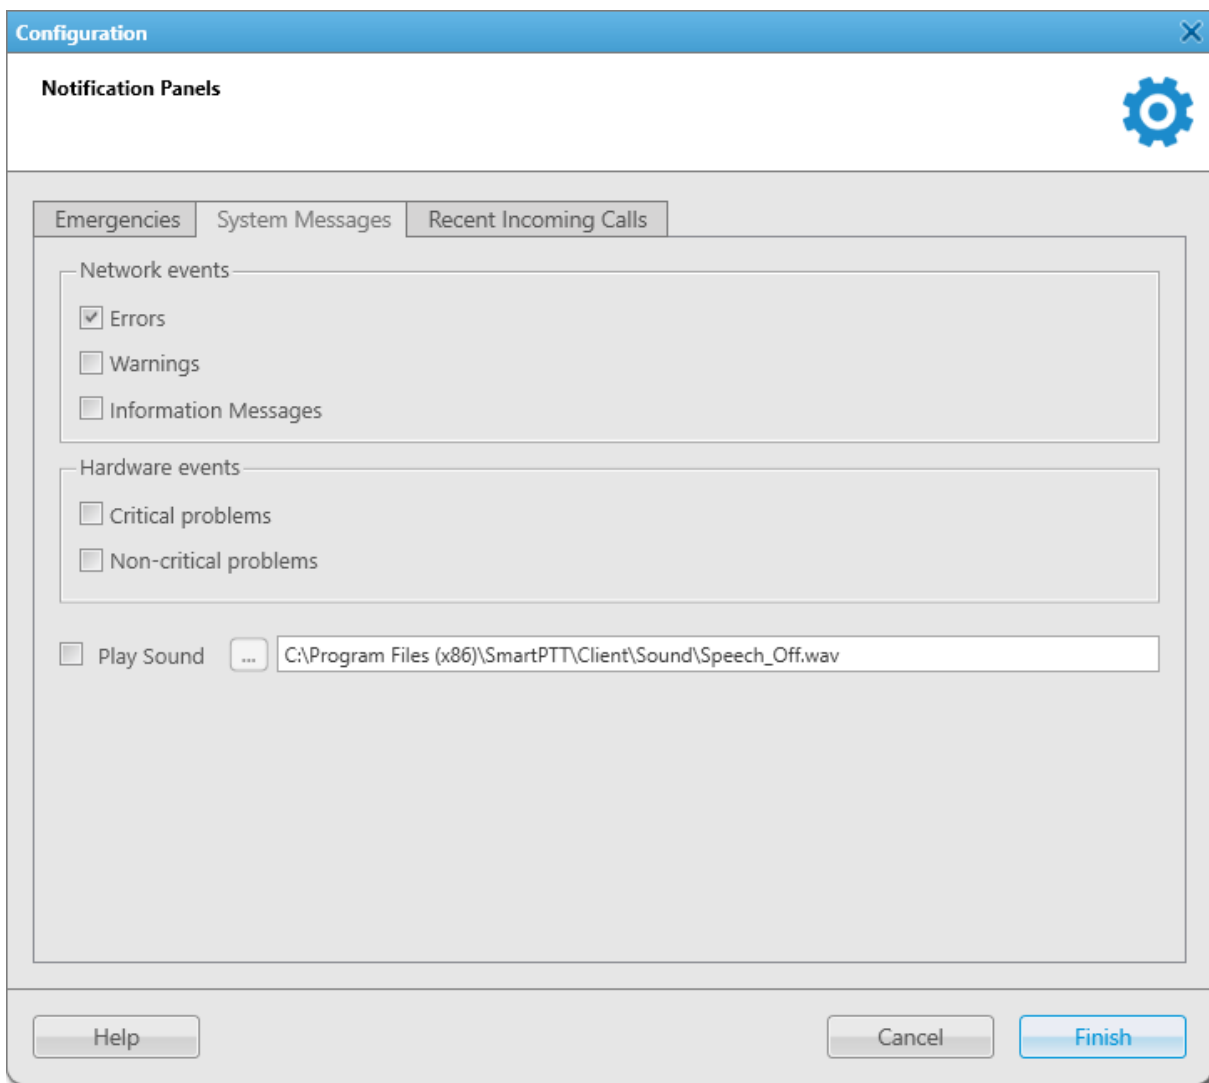 Configuration
Notification Panels
Emergencies System Messages Recent Incoming Calls
Network events
Errors
Warnings
Information Messages
Hardware events
Critical problems
Non-critical problems
Play Sound ... C:\Program Files (x86)\SmartPTT\Client\Sound\Speech_Off.wav
Help Cancel Finish